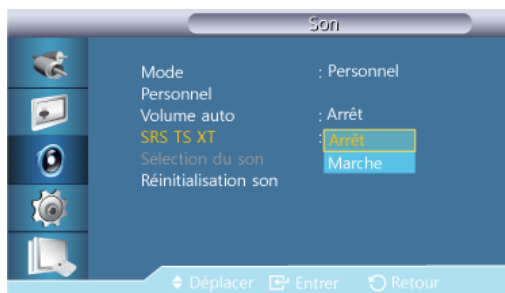 Son
Mode : Personnel
Personnel
Volume auto : Arrêt
SRS TS XT : Arrêt
Sélection du son Marche
Réinitialisation son
Déplacer Entrer Retour